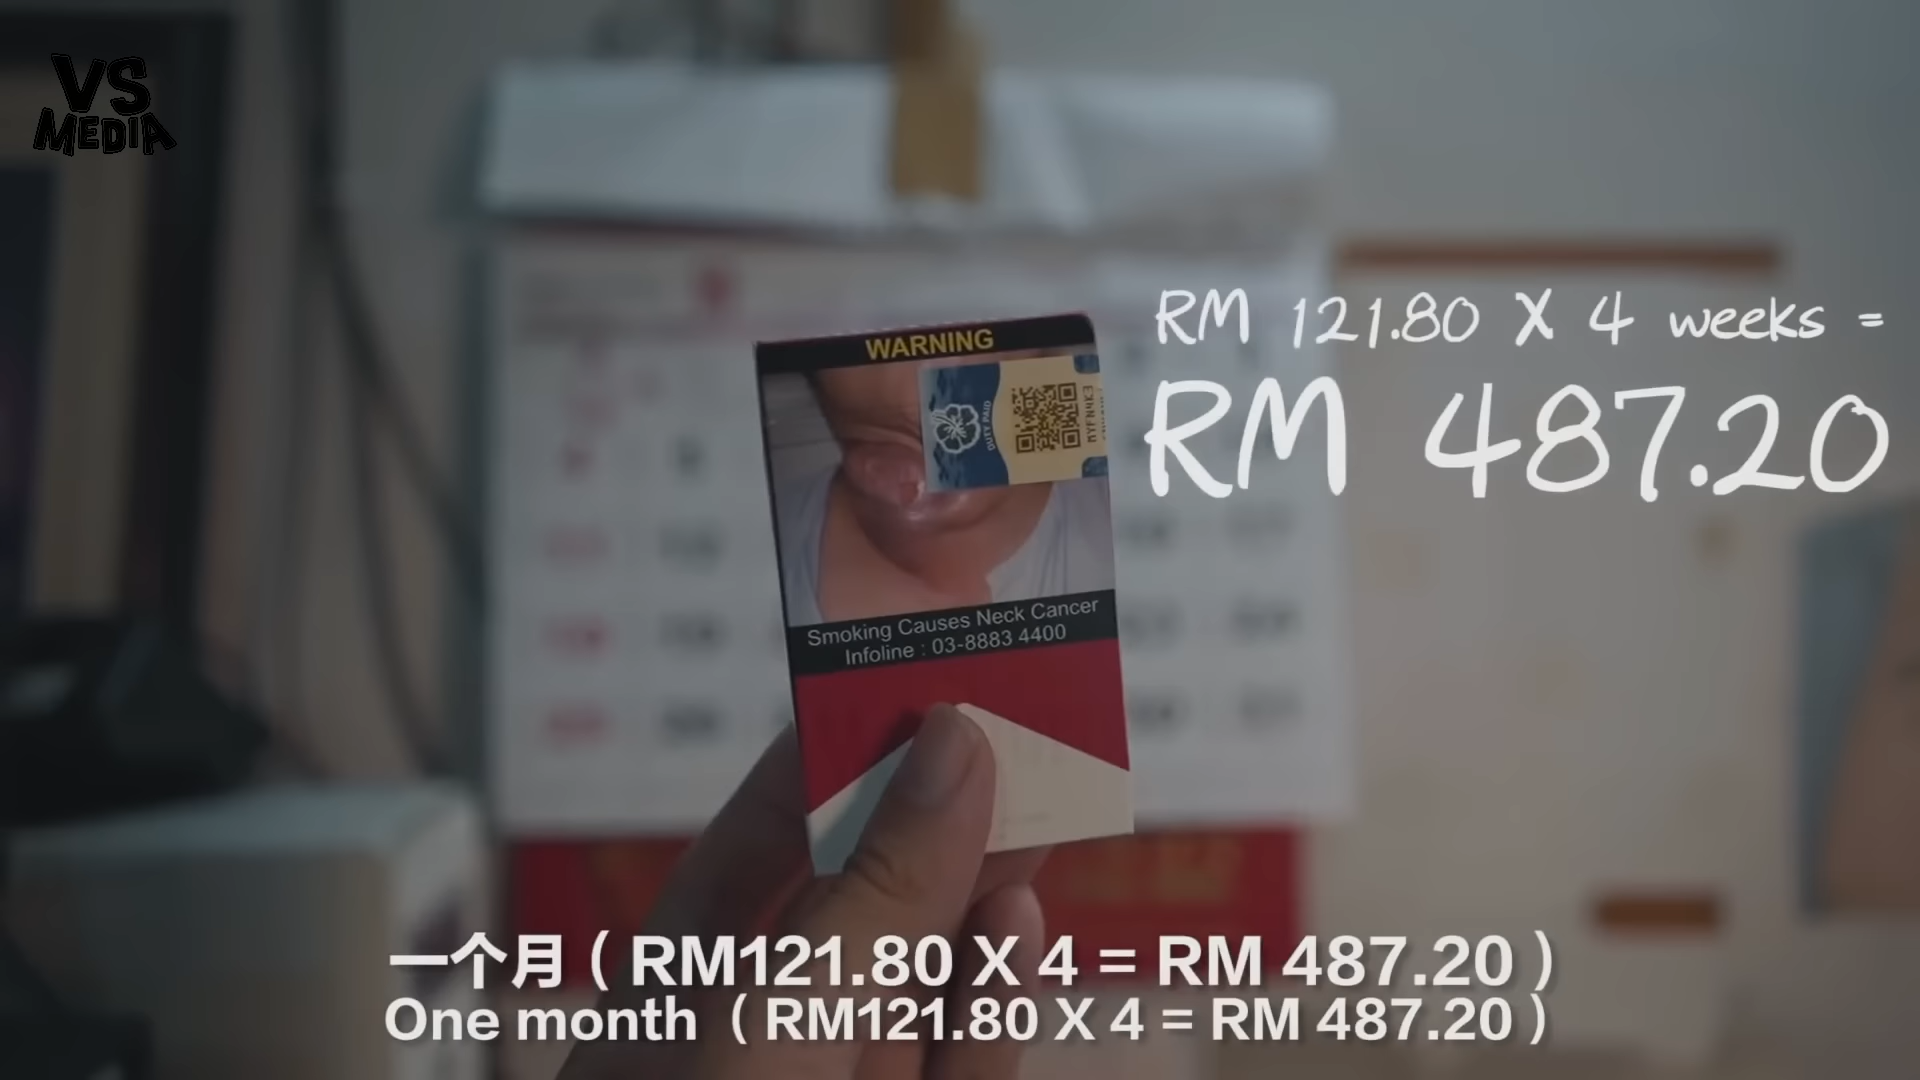 VS
MEDIA
RM 121.80 X 4 weeks =
RM 487.20
WARNING
DUTY PAID
Smoking Causes Neck Cancer
Infoline : 03-8883 4400
一个月（RM121.80 X 4 = RM 487.20）
One month （RM121.80 X 4 = RM 487.20）